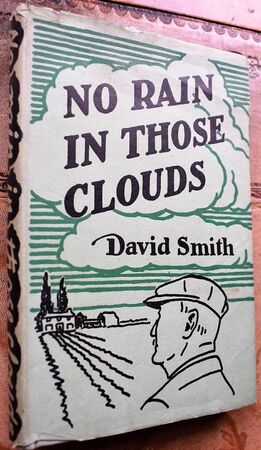 NO RAIN
IN THOSE
CLOUDS
David Smith